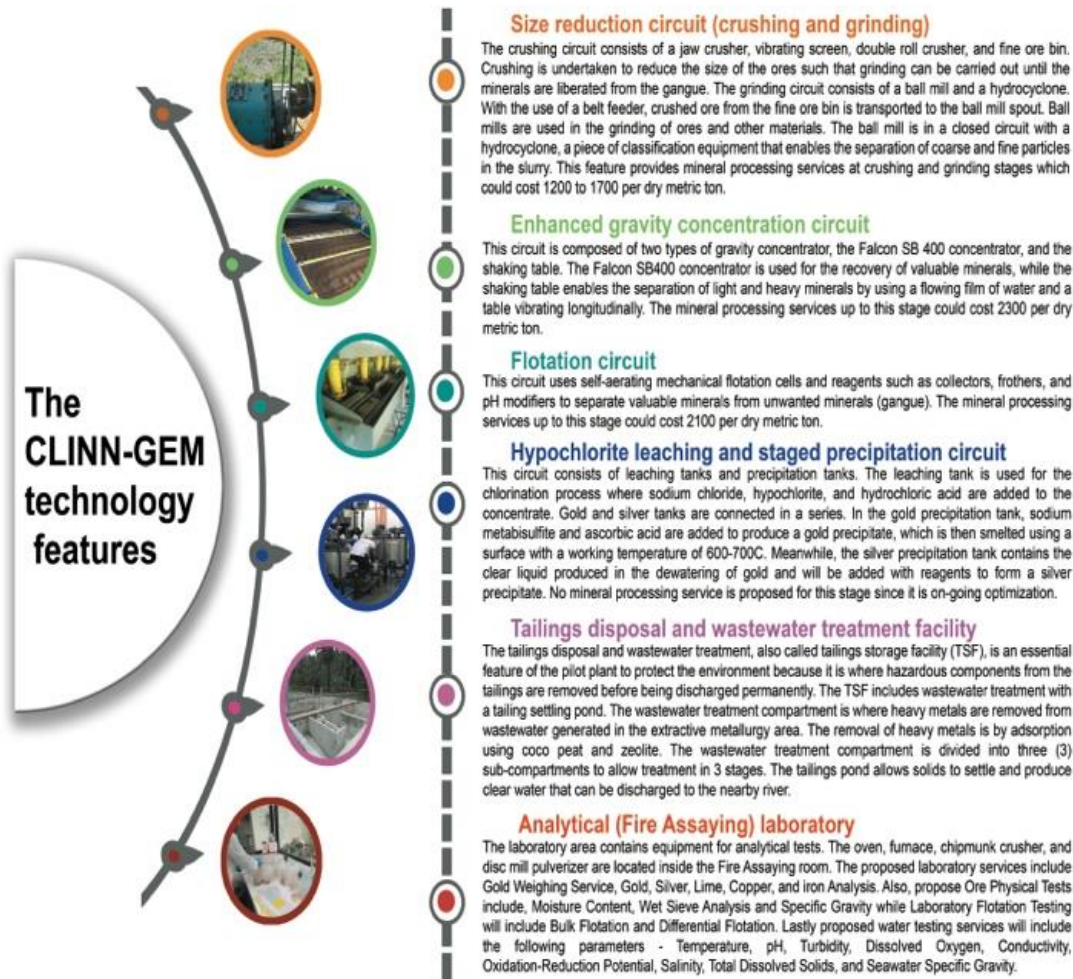 The
CLINN-GEM
technology
features
Size reduction circuit (crushing and grinding)
The crushing circuit consists of a jaw crusher, vibrating screen, double roll crusher, and fine ore bin.
Crushing is undertaken to reduce the size of the ores such that grinding can be carried out until the
minerals are liberated from the gangue. The grinding circuit consists of a ball mill and a hydrocyclone.
With the use of a belt feeder, crushed ore from the fine ore bin is transported to the ball mill spout. Ball
mills are used in the grinding of ores and other materials. The ball mill is in a closed circuit with a
hydrocyclone, a piece of classification equipment that enables the separation of coarse and fine particles
in the slurry. This feature provides mineral processing services at crushing and grinding stages which
could cost 1200 to 1700 per dry metric ton.
Enhanced gravity concentration circuit
This circuit is composed of two types of gravity concentrator, the Falcon SB 400 concentrator, and the
shaking table. The Falcon SB400 concentrator is used for the recovery of valuable minerals, while the
shaking table enables the separation of light and heavy minerals by using a flowing film of water and a
table vibrating longitudinally. The mineral processing services up to this stage could cost 2300 per dry
metric ton.
Flotation circuit
This circuit uses self-aerating mechanical flotation cells and reagents such as collectors, frothers, and
pH modifiers to separate valuable minerals from unwanted minerals (gangue). The mineral processing
services up to this stage could cost 2100 per dry metric ton.
Hypochlorite leaching and staged precipitation circuit
This circuit consists of leaching tanks and precipitation tanks. The leaching tank is used for the
chlorination process where sodium chloride, hypochlorite, and hydrochloric acid are added to the
concentrate. Gold and silver tanks are connected in a series. In the gold precipitation tank, sodium
metabisulfite and ascorbic acid are added to produce a gold precipitate, which is then smelted using a
surface with a working temperature of 600-700C. Meanwhile, the silver precipitation tank contains the
clear liquid produced in the dewatering of gold and will be added with reagents to form a silver
precipitate. No mineral processing service is proposed for this stage since it is on-going optimization.
Tailings disposal and wastewater treatment facility
The tailings disposal and wastewater treatment, also called tailings storage facility (TSF), is an essential
feature of the pilot plant to protect the environment because it is where hazardous components from the
tailings are removed before being discharged permanently. The TSF includes wastewater treatment with
a tailing settling pond. The wastewater treatment compartment is where heavy metals are removed from
wastewater generated in the extractive metallurgy area. The removal of heavy metals is by adsorption
using coco peat and zeolite. The wastewater treatment compartment is divided into three (3)
sub-compartments to allow treatment in 3 stages. The tailings pond allows solids to settle and produce
clear water that can be discharged to the nearby river.
Analytical (Fire Assaying) laboratory
The laboratory area contains equipment for analytical tests. The oven, furnace, chipmunk crusher, and
disc mill pulverizer are located inside the Fire Assaying room. The proposed laboratory services include
Gold Weighing Service, Gold, Silver, Lime, Copper, and iron Analysis. Also, propose Ore Physical Tests
include, Moisture Content, Wet Sieve Analysis and Specific Gravity while Laboratory Flotation Testing
will include Bulk Flotation and Differential Flotation. Lastly proposed water testing services will include
the following parameters - Temperature, pH, Turbidity, Dissolved Oxygen, Conductivity,
Oxidation-Reduction Potential, Salinity, Total Dissolved Solids, and Seawater Specific Gravity.